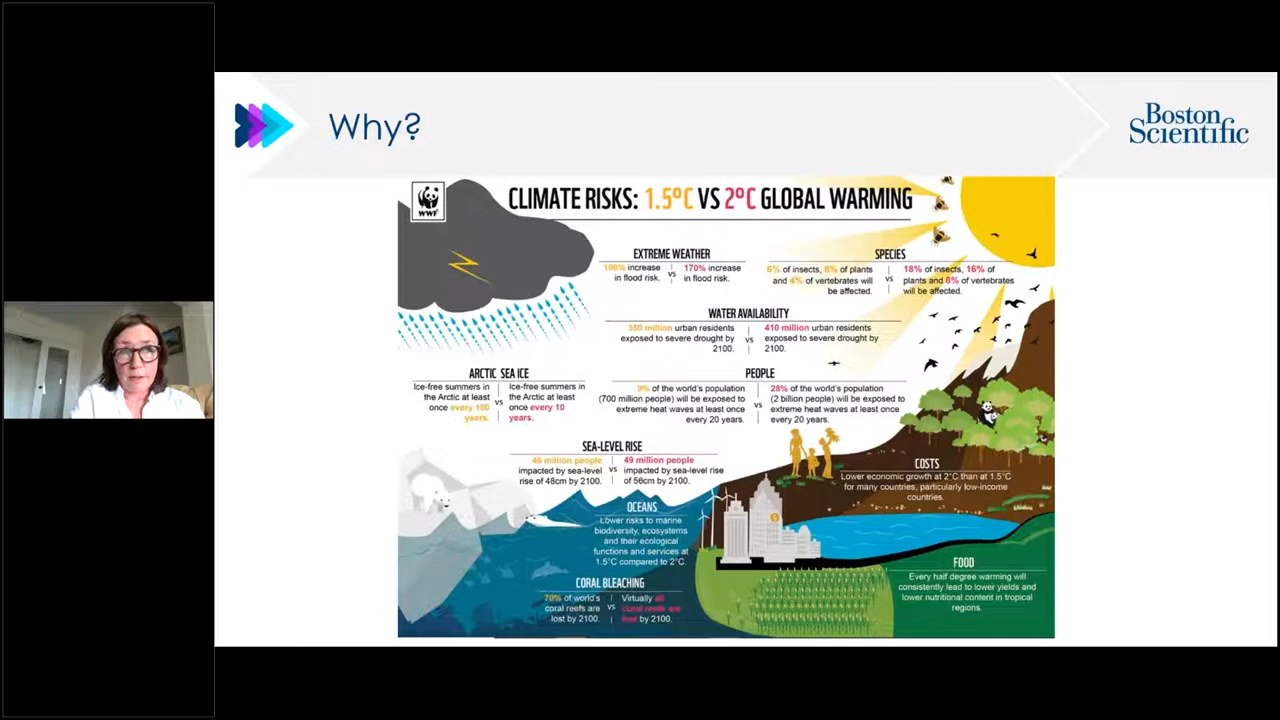 Why?
Boston
Scientific
WWF
CLIMATE RISKS: 1.5°C VS 2°C GLOBAL WARMING
EXTREME WEATHER
100% increase
in flood risk.
vs
170% increase
in flood risk.
SPECIES
6% of insects, 8% of plants
and 4% of vertebrates will
be affected.
vs
18% of insects, 16% of
plants and 8% of vertebrates
will be affected.
WATER AVAILABILITY
350 million urban residents
exposed to severe drought by
2100.
vs
410 million urban residents
exposed to severe drought by
2100.
ARCTIC SEA ICE
Ice-free summers in
the Arctic at least
once every 100
years.
vs
Ice-free summers in
the Arctic at least
once every 10
years.
PEOPLE
9% of the world's population
(700 million people) will be exposed to
extreme heat waves at least once
every 20 years.
vs
28% of the world's population
(2 billion people) will be exposed to
extreme heat waves at least once
every 20 years.
SEA-LEVEL RISE
46 million people
impacted by sea-level
rise of 48cm by 2100.
vs
49 million people
impacted by sea-level rise
of 56cm by 2100.
COSTS
Lower economic growth at 2°C than at 1.5°C
for many countries, particularly low-income
countries.
OCEANS
Lower risks to marine
biodiversity, ecosystems
and their ecological
functions and services at
1.5°C compared to 2°C.
CORAL BLEACHING
70% of world's
coral reefs are
lost by 2100.
vs
Virtually all
coral reefs are
lost by 2100.
FOOD
Every half degree warming will
consistently lead to lower yields and
lower nutritional content in tropical
regions.